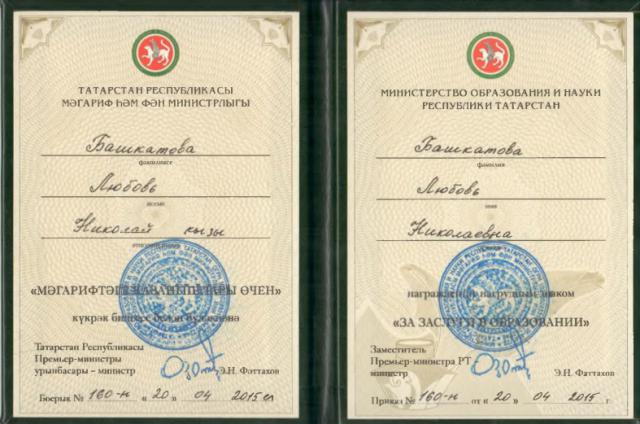 ТАТАРСТАН РЕСПУБЛИКАСЫ
МӘГАРИФ ҺӘМ ФӘН МИНИСТРЛЫГЫ
Башкатова
фамилиясе
Любовь
исеме
Николай кызы
«МӘГАРИФТӘГЕ КАЗАНЫШЛАРЫ ӨЧЕН»
күкрәк билгесе белән бүләкләнә
Татарстан Республикасы
Премьер-министры
урынбасары – министр
Э.Н. Фаттахов
Боерык № 160-н « 20 » 04 2015 ел
МИНИСТЕРСТВО ОБРАЗОВАНИЯ И НАУКИ
РЕСПУБЛИКИ ТАТАРСТАН
Башкатова
фамилия
Любовь
имя
Николаевна
нагрудным знаком
«ЗА ЗАСЛУГИ В ОБРАЗОВАНИИ»
Заместитель
Премьер-министра РТ
министр
Э.Н. Фаттахов
Приказ № 160-н от « 20 » 04 2015 г.